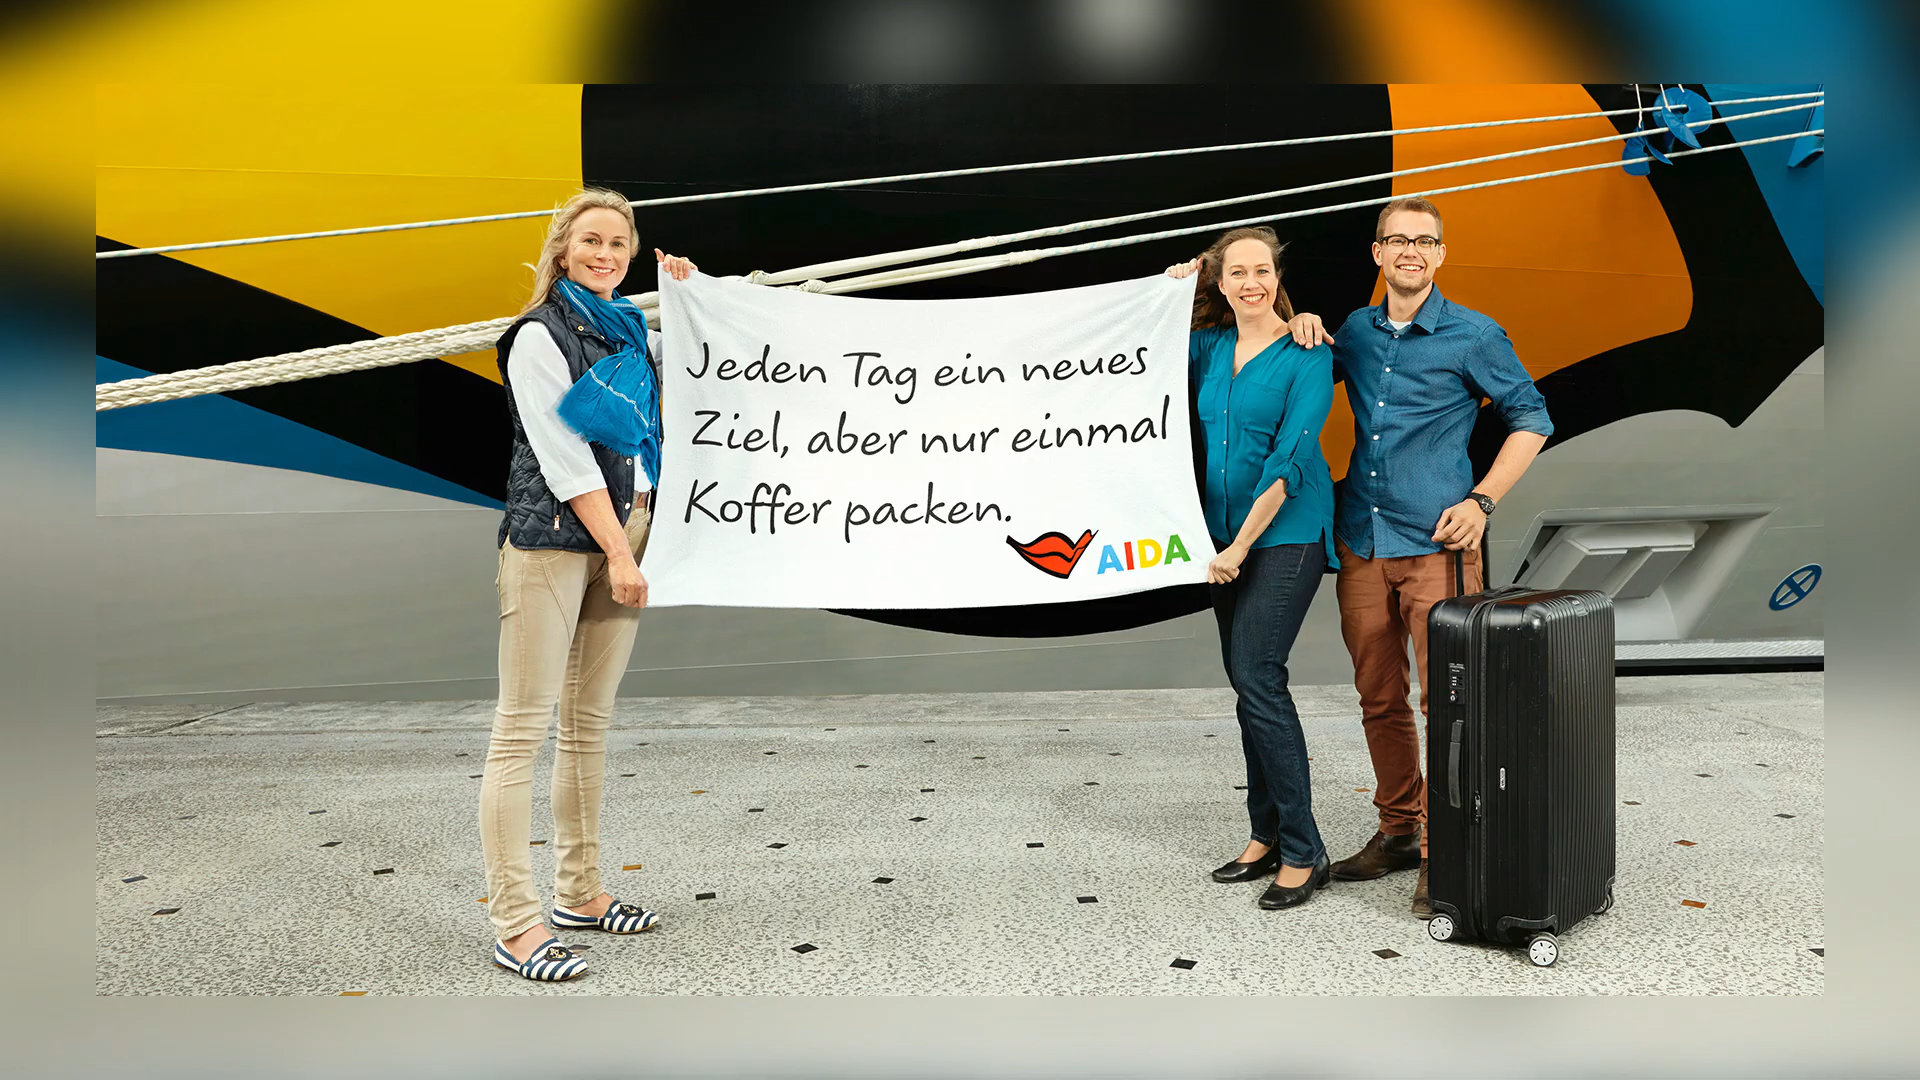 Jeden Tag ein neues
Ziel, aber nur einmal
Koffer packen.
AIDA